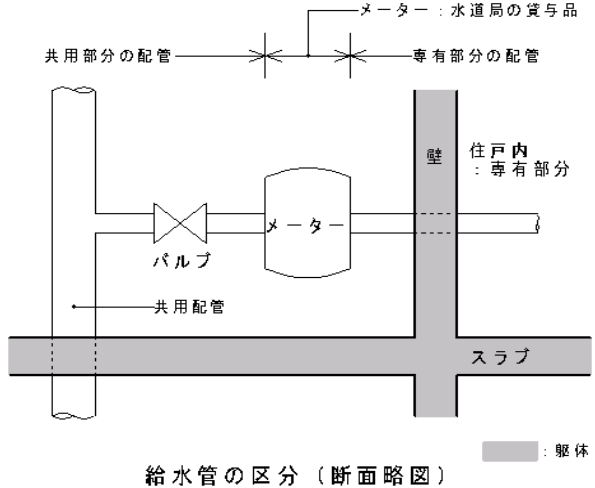 メーター：水道局の貸与品
共用部分の配管
専有部分の配管
壁
住戸内
：専有部分
メーター
バルブ
共用配管
スラブ
：躯体
給水管の区分（断面略図）